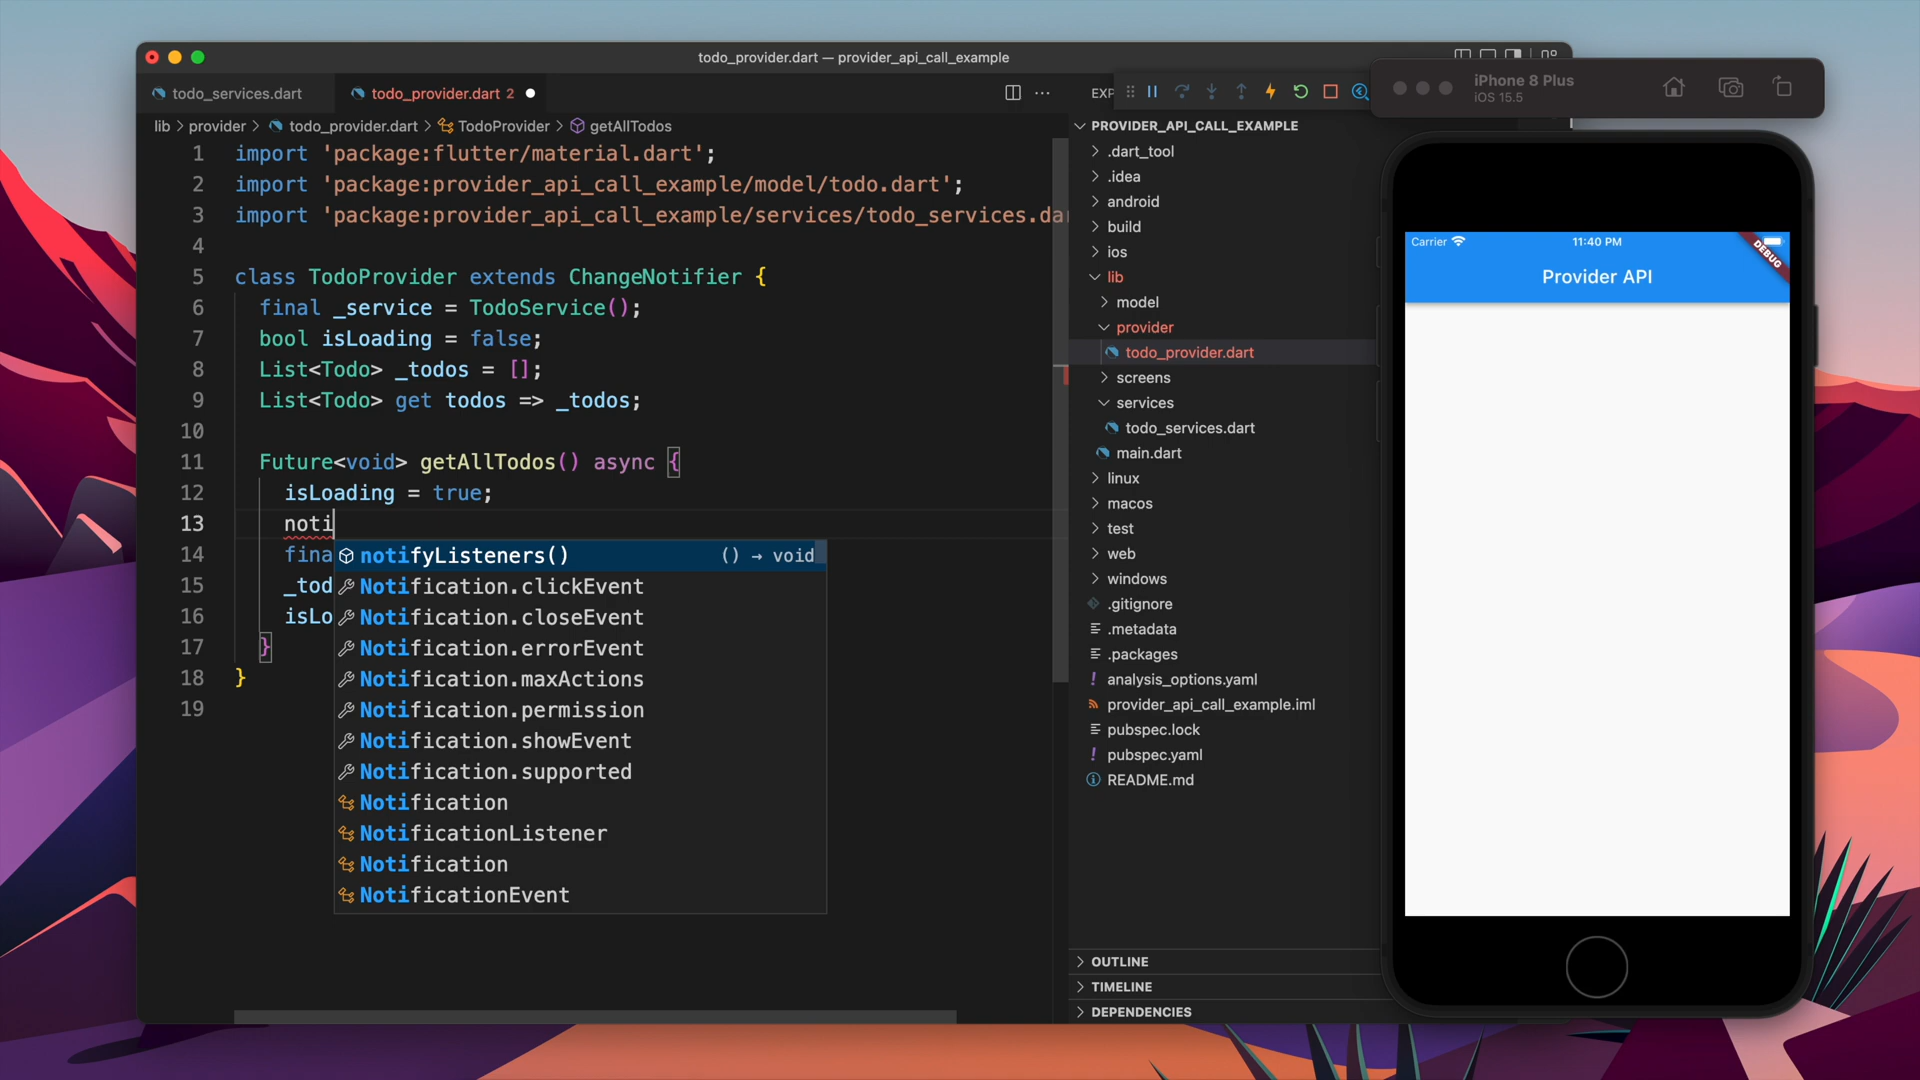 todo_provider.dart — provider_api_call_example
todo_services.dart
todo_provider.dart 2
lib > provider > todo_provider.dart > TodoProvider > getAllTodos
1 import 'package:flutter/material.dart';
2 import 'package:provider_api_call_example/model/todo.dart';
3 import 'package:provider_api_call_example/services/todo_services.da
4
5 class TodoProvider extends ChangeNotifier {
6 final _service = TodoService();
7 bool isLoading = false;
8 List<Todo> _todos = [];
9 List<Todo> get todos => _todos;
10
11 Future<void> getAllTodos() async {
12 isLoading = true;
13 noti
14 fina
15 _tod
16 isLo
17 }
18 }
19
notifyListeners() () → void
Notification.clickEvent
Notification.closeEvent
Notification.errorEvent
Notification.maxActions
Notification.permission
Notification.showEvent
Notification.supported
Notification
NotificationListener
Notification
NotificationEvent
EXP
PROVIDER_API_CALL_EXAMPLE
.dart_tool
.idea
android
build
ios
lib
model
provider
todo_provider.dart
screens
services
todo_services.dart
main.dart
linux
macos
test
web
windows
.gitignore
.metadata
.packages
analysis_options.yaml
provider_api_call_example.iml
pubspec.lock
pubspec.yaml
README.md
OUTLINE
TIMELINE
DEPENDENCIES
iPhone 8 Plus
iOS 15.5
Carrier 11:40 PM
DEBUG
Provider API